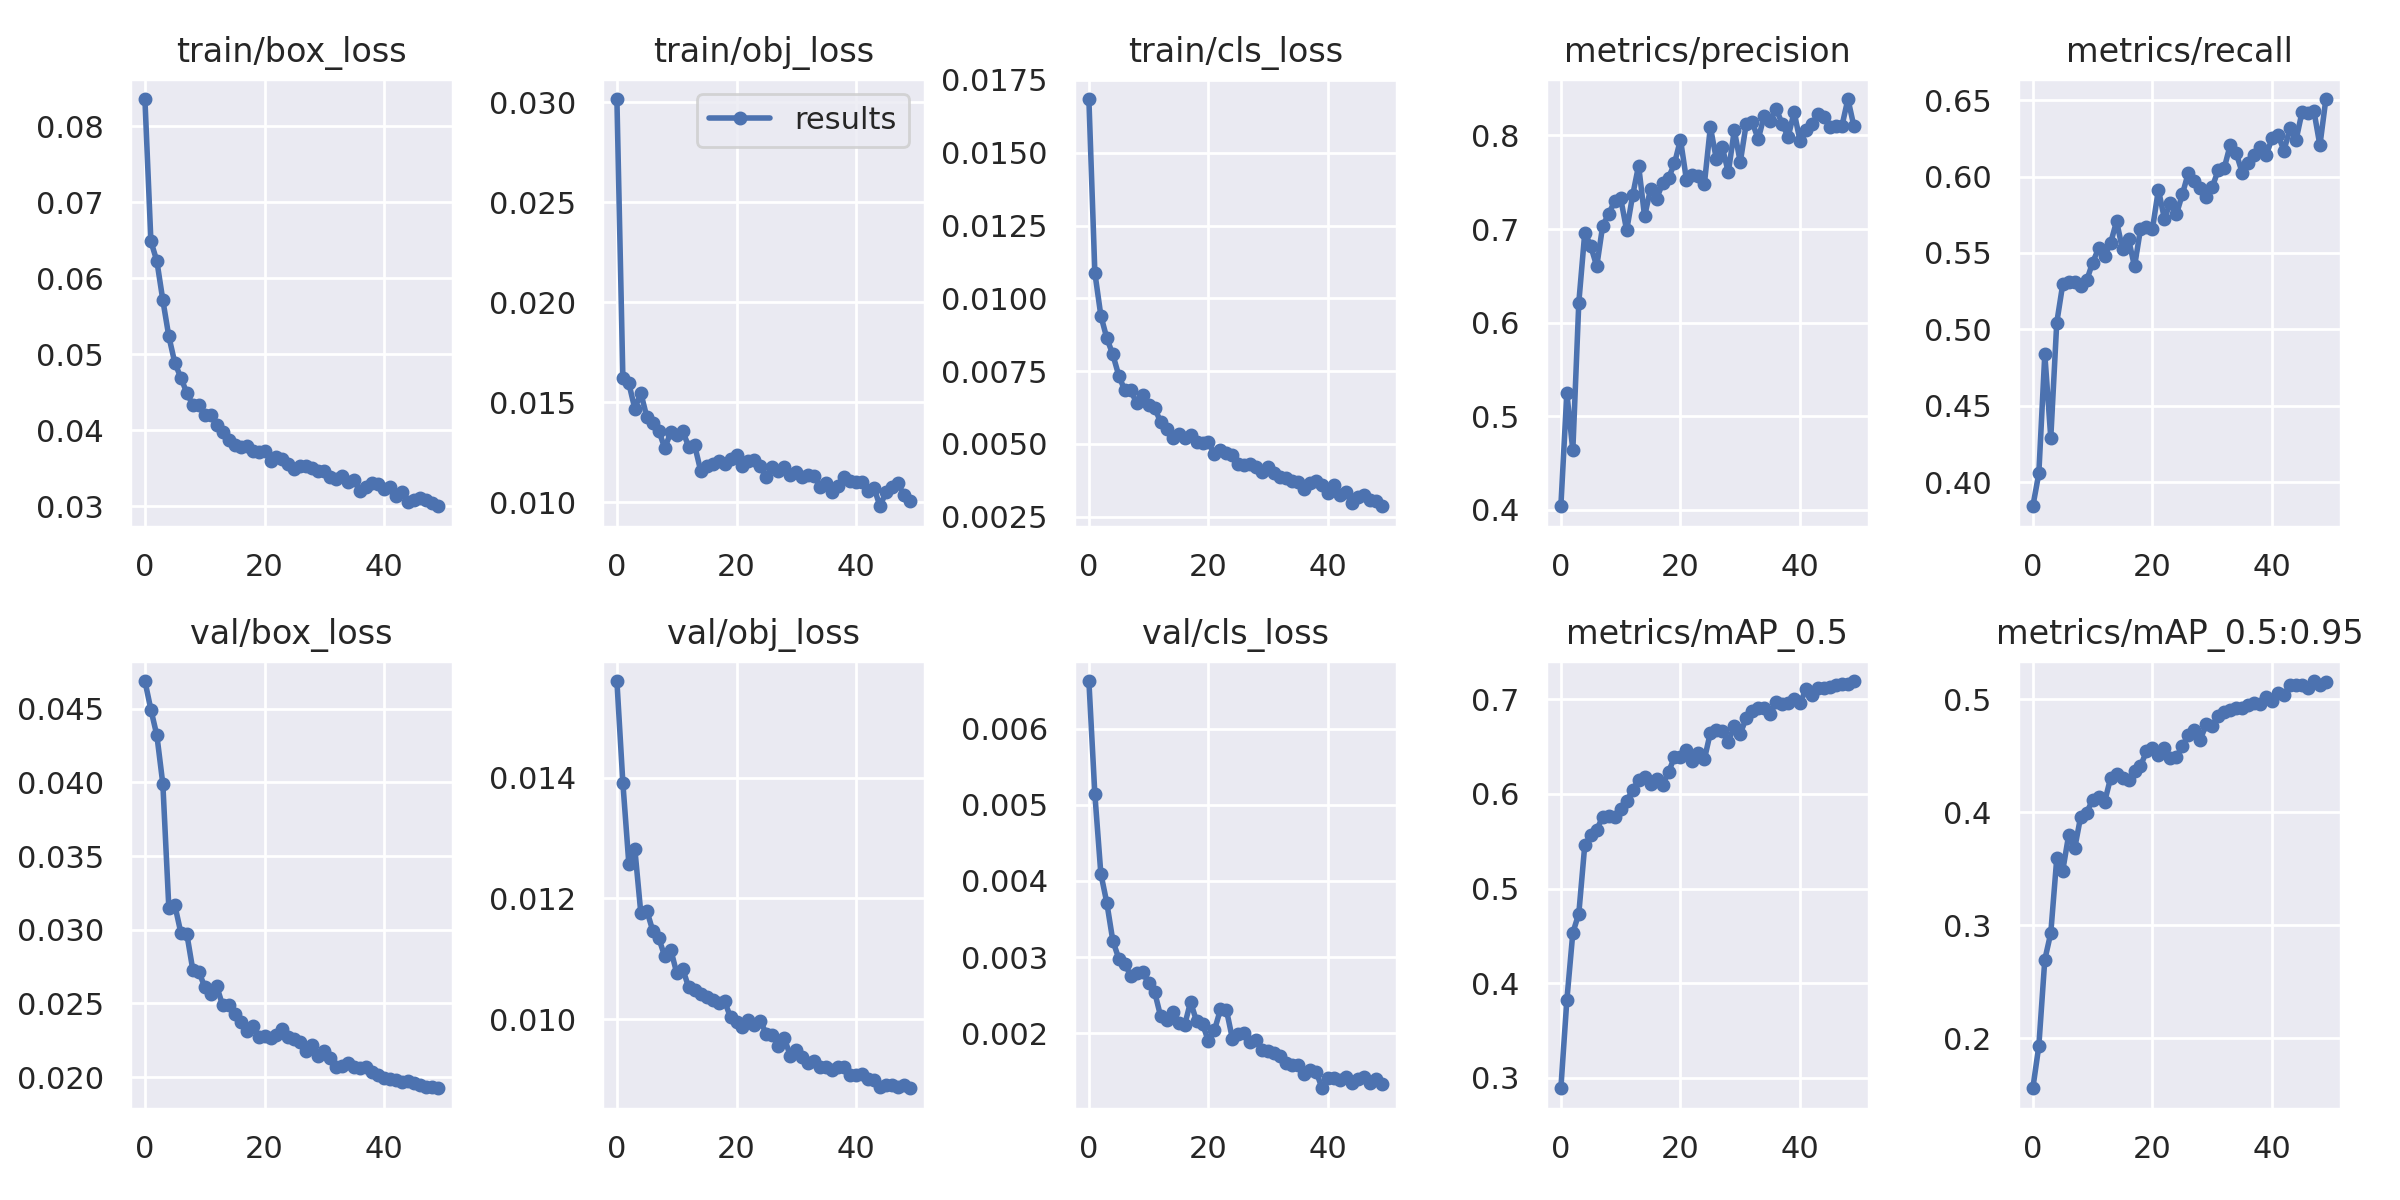 train/box_loss
0.08
0.07
0.06
0.05
0.04
0.03
0 20 40
train/obj_loss
results
0.030
0.025
0.020
0.015
0.010
0 20 40
train/cls_loss
0.0175
0.0150
0.0125
0.0100
0.0075
0.0050
0.0025
0 20 40
metrics/precision
0.8
0.7
0.6
0.5
0.4
0 20 40
metrics/recall
0.65
0.60
0.55
0.50
0.45
0.40
0 20 40
val/box_loss
0.045
0.040
0.035
0.030
0.025
0.020
0 20 40
val/obj_loss
0.014
0.012
0.010
0 20 40
val/cls_loss
0.006
0.005
0.004
0.003
0.002
0 20 40
metrics/mAP_0.5
0.7
0.6
0.5
0.4
0.3
0 20 40
metrics/mAP_0.5:0.95
0.5
0.4
0.3
0.2
0 20 40